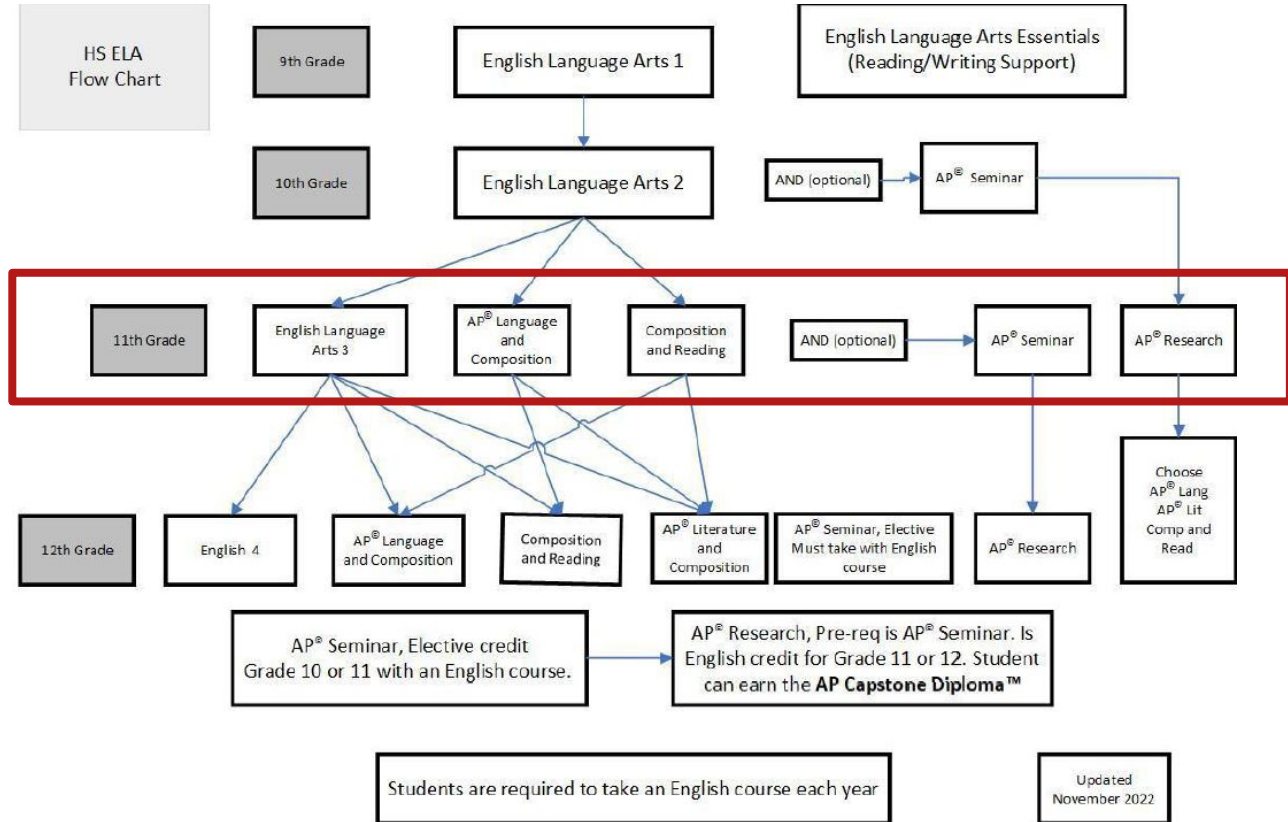 HS ELA
Flow Chart
9th Grade
English Language Arts 1
English Language Arts Essentials
(Reading/Writing Support)
10th Grade
English Language Arts 2
AND (optional)
AP® Seminar
11th Grade
English Language
Arts 3
AP® Language
and
Composition
Composition
and Reading
AND (optional)
AP® Seminar
AP® Research
12th Grade
English 4
AP® Language
and Composition
Composition
and Reading
AP® Literature
and
Composition
AP® Seminar, Elective
Must take with English
course
AP® Research
Choose
AP® Lang
AP® Lit
Comp and
Read
AP® Seminar, Elective credit
Grade 10 or 11 with an English course.
AP® Research, Pre-req is AP® Seminar. Is
English credit for Grade 11 or 12. Student
can earn the AP Capstone Diploma™
Students are required to take an English course each year
Updated
November 2022